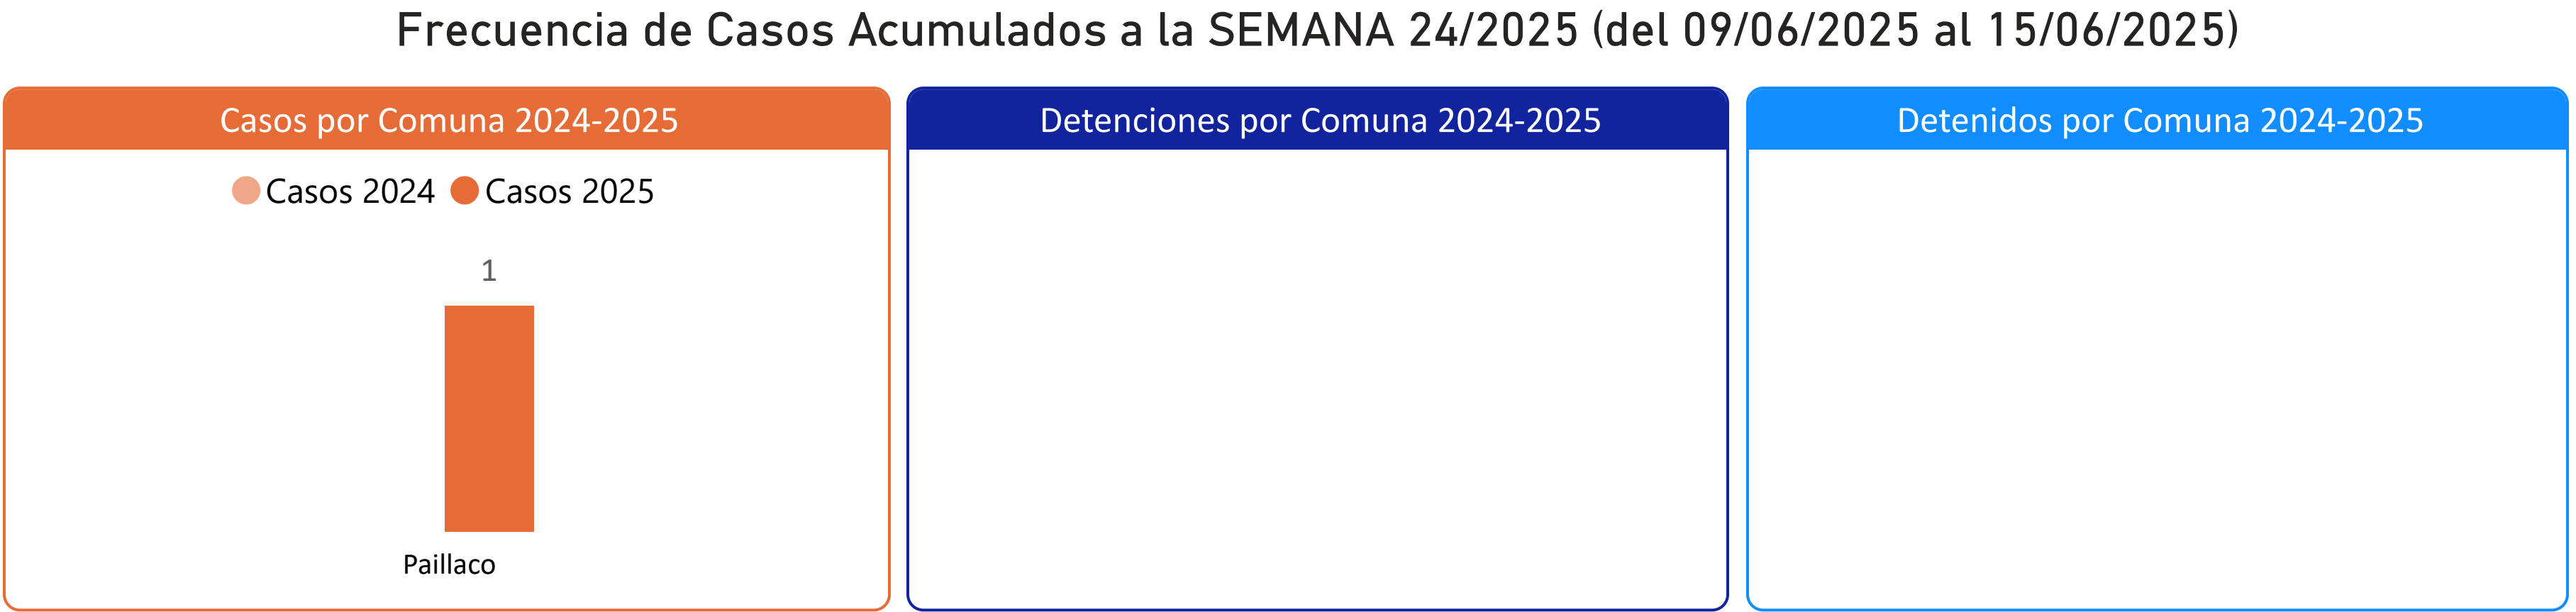 Frecuencia de Casos Acumulados a la SEMANA 24/2025 (del 09/06/2025 al 15/06/2025)
Casos por Comuna 2024-2025
Casos 2024 Casos 2025
1
Paillaco
Detenciones por Comuna 2024-2025
Detenidos por Comuna 2024-2025